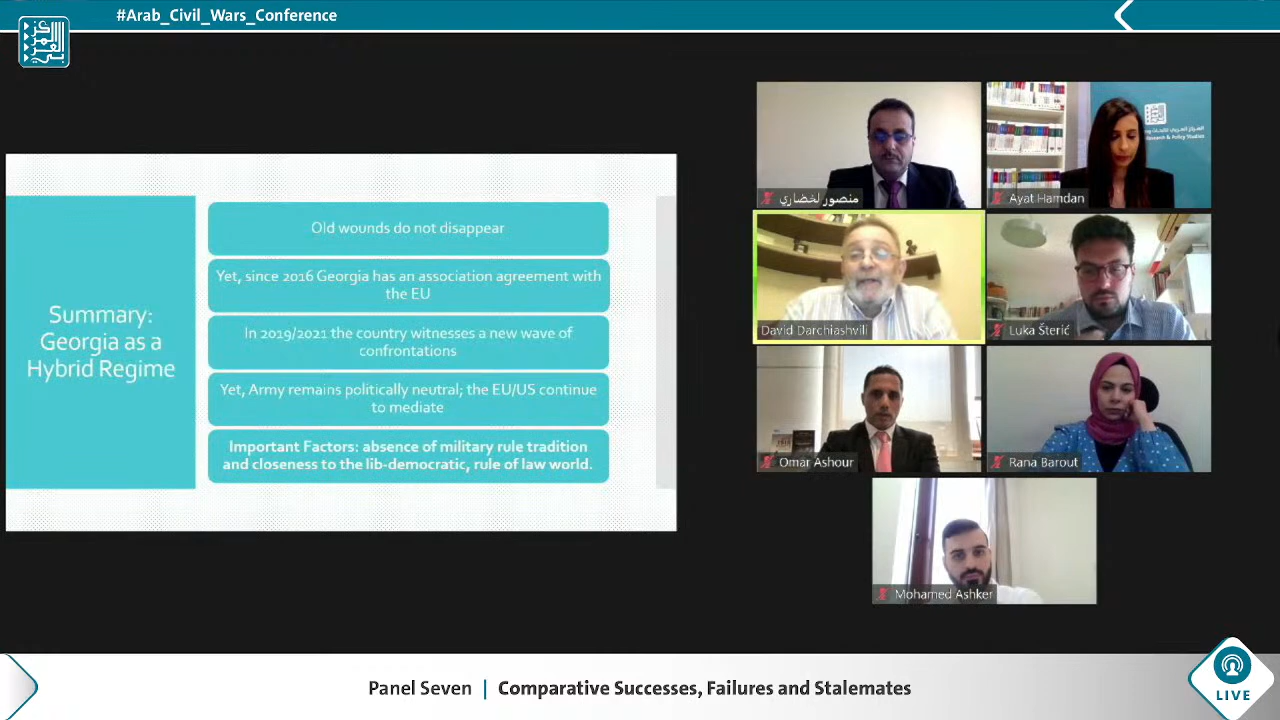 #Arab_Civil_Wars_Conference
Summary:
Georgia as a
Hybrid Regime
Old wounds do not disappear
Yet, since 2016 Georgia has an association agreement with
the EU
In 2019/2021 the country witnesses a new wave of
confrontations
Yet, Army remains politically neutral; the EU/US continue
to mediate
Important Factors: absence of military rule tradition
and closeness to the lib-democratic, rule of law world.
منصور لخضاري
Ayat Hamdan
Research & Policy Studies
David Darchiashvili
Luka Šterić
Omar Ashour
Rana Barout
Mohamed Ashker
Panel Seven | Comparative Successes, Failures and Stalemates
LIVE